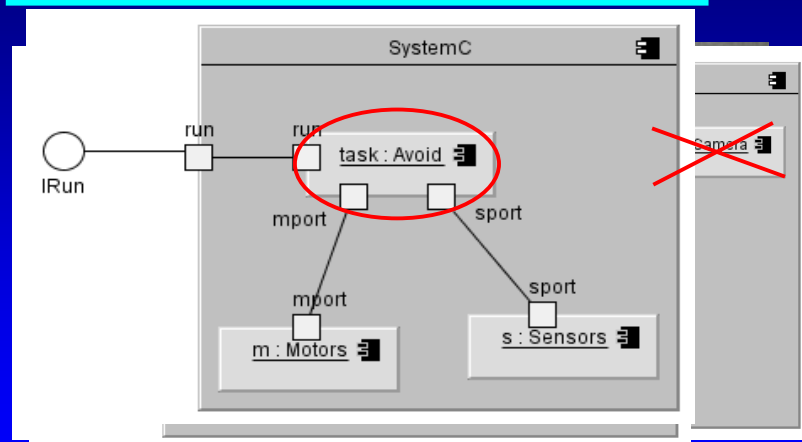 SystemC
run
run
task : Avoid
Camera
IRun
mport
sport
mport
sport
m : Motors
s : Sensors